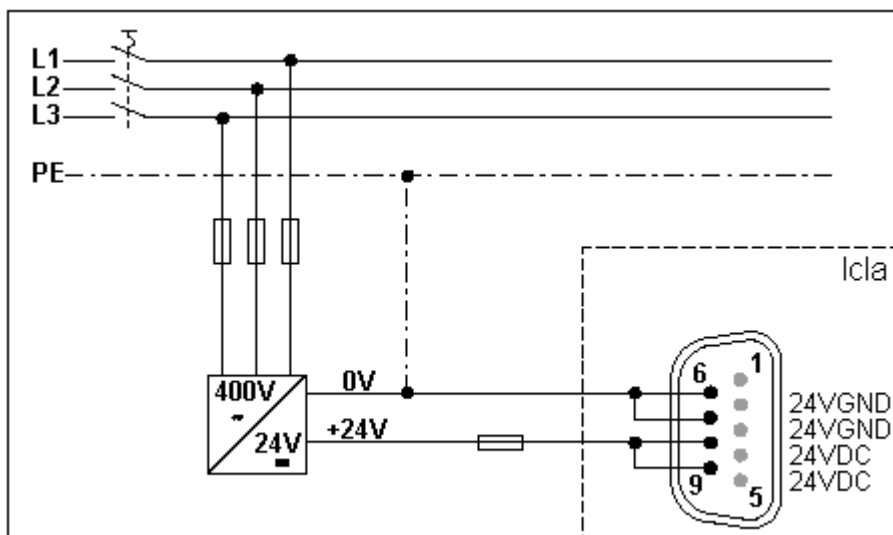 L1
L2
L3
PE
Icla
400V
~
24V
=
0V
+24V
6
1
9
5
24VGND
24VGND
24VDC
24VDC